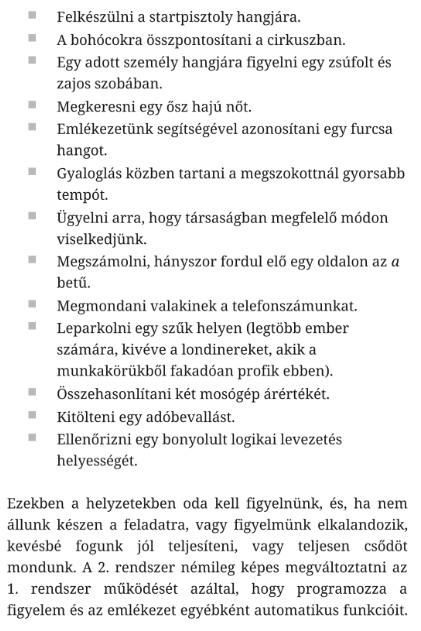 Felkészülni a startpisztoly hangjára.
A bohócokra összpontosítani a cirkuszban.
Egy adott személy hangjára figyelni egy zsúfolt és
zajos szobában.
Megkeresni egy ősz hajú nőt.
Emlékezetünk segítségével azonosítani egy furcsa
hangot.
Gyaloglás közben tartani a megszokottnál gyorsabb
tempót.
Ügyelni arra, hogy társaságban megfelelő módon
viselkedjünk.
Megszámolni, hányszor fordul elő egy oldalon az a
betű.
Megmondani valakinek a telefonszámunkat.
Leparkolni egy szűk helyen (legtöbb ember
számára, kivéve a londinereket, akik a
munkakörükből fakadóan profik ebben).
Összehasonlítani két mosógép árértékét.
Kitölteni egy adóbevallást.
Ellenőrizni egy bonyolult logikai levezetés
helyességét.
Ezekben a helyzetekben oda kell figyelnünk, és, ha nem
állunk készen a feladatra, vagy figyelmünk elkalandozik,
kevésbé fogunk jól teljesíteni, vagy teljesen csődöt
mondunk. A 2. rendszer némileg képes megváltoztatni az
1. rendszer működését azáltal, hogy programozza a
figyelem és az emlékezet egyébként automatikus funkcióit.